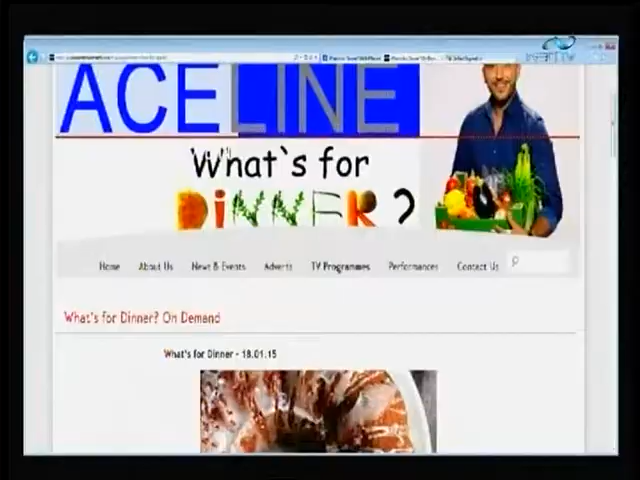 ACELINE
What`s for
DiNNER?
Home About Us News & Events Adverts TV Programmes Performances Contact Us
What's for Dinner? On Demand
What's for Dinner - 18.01.15